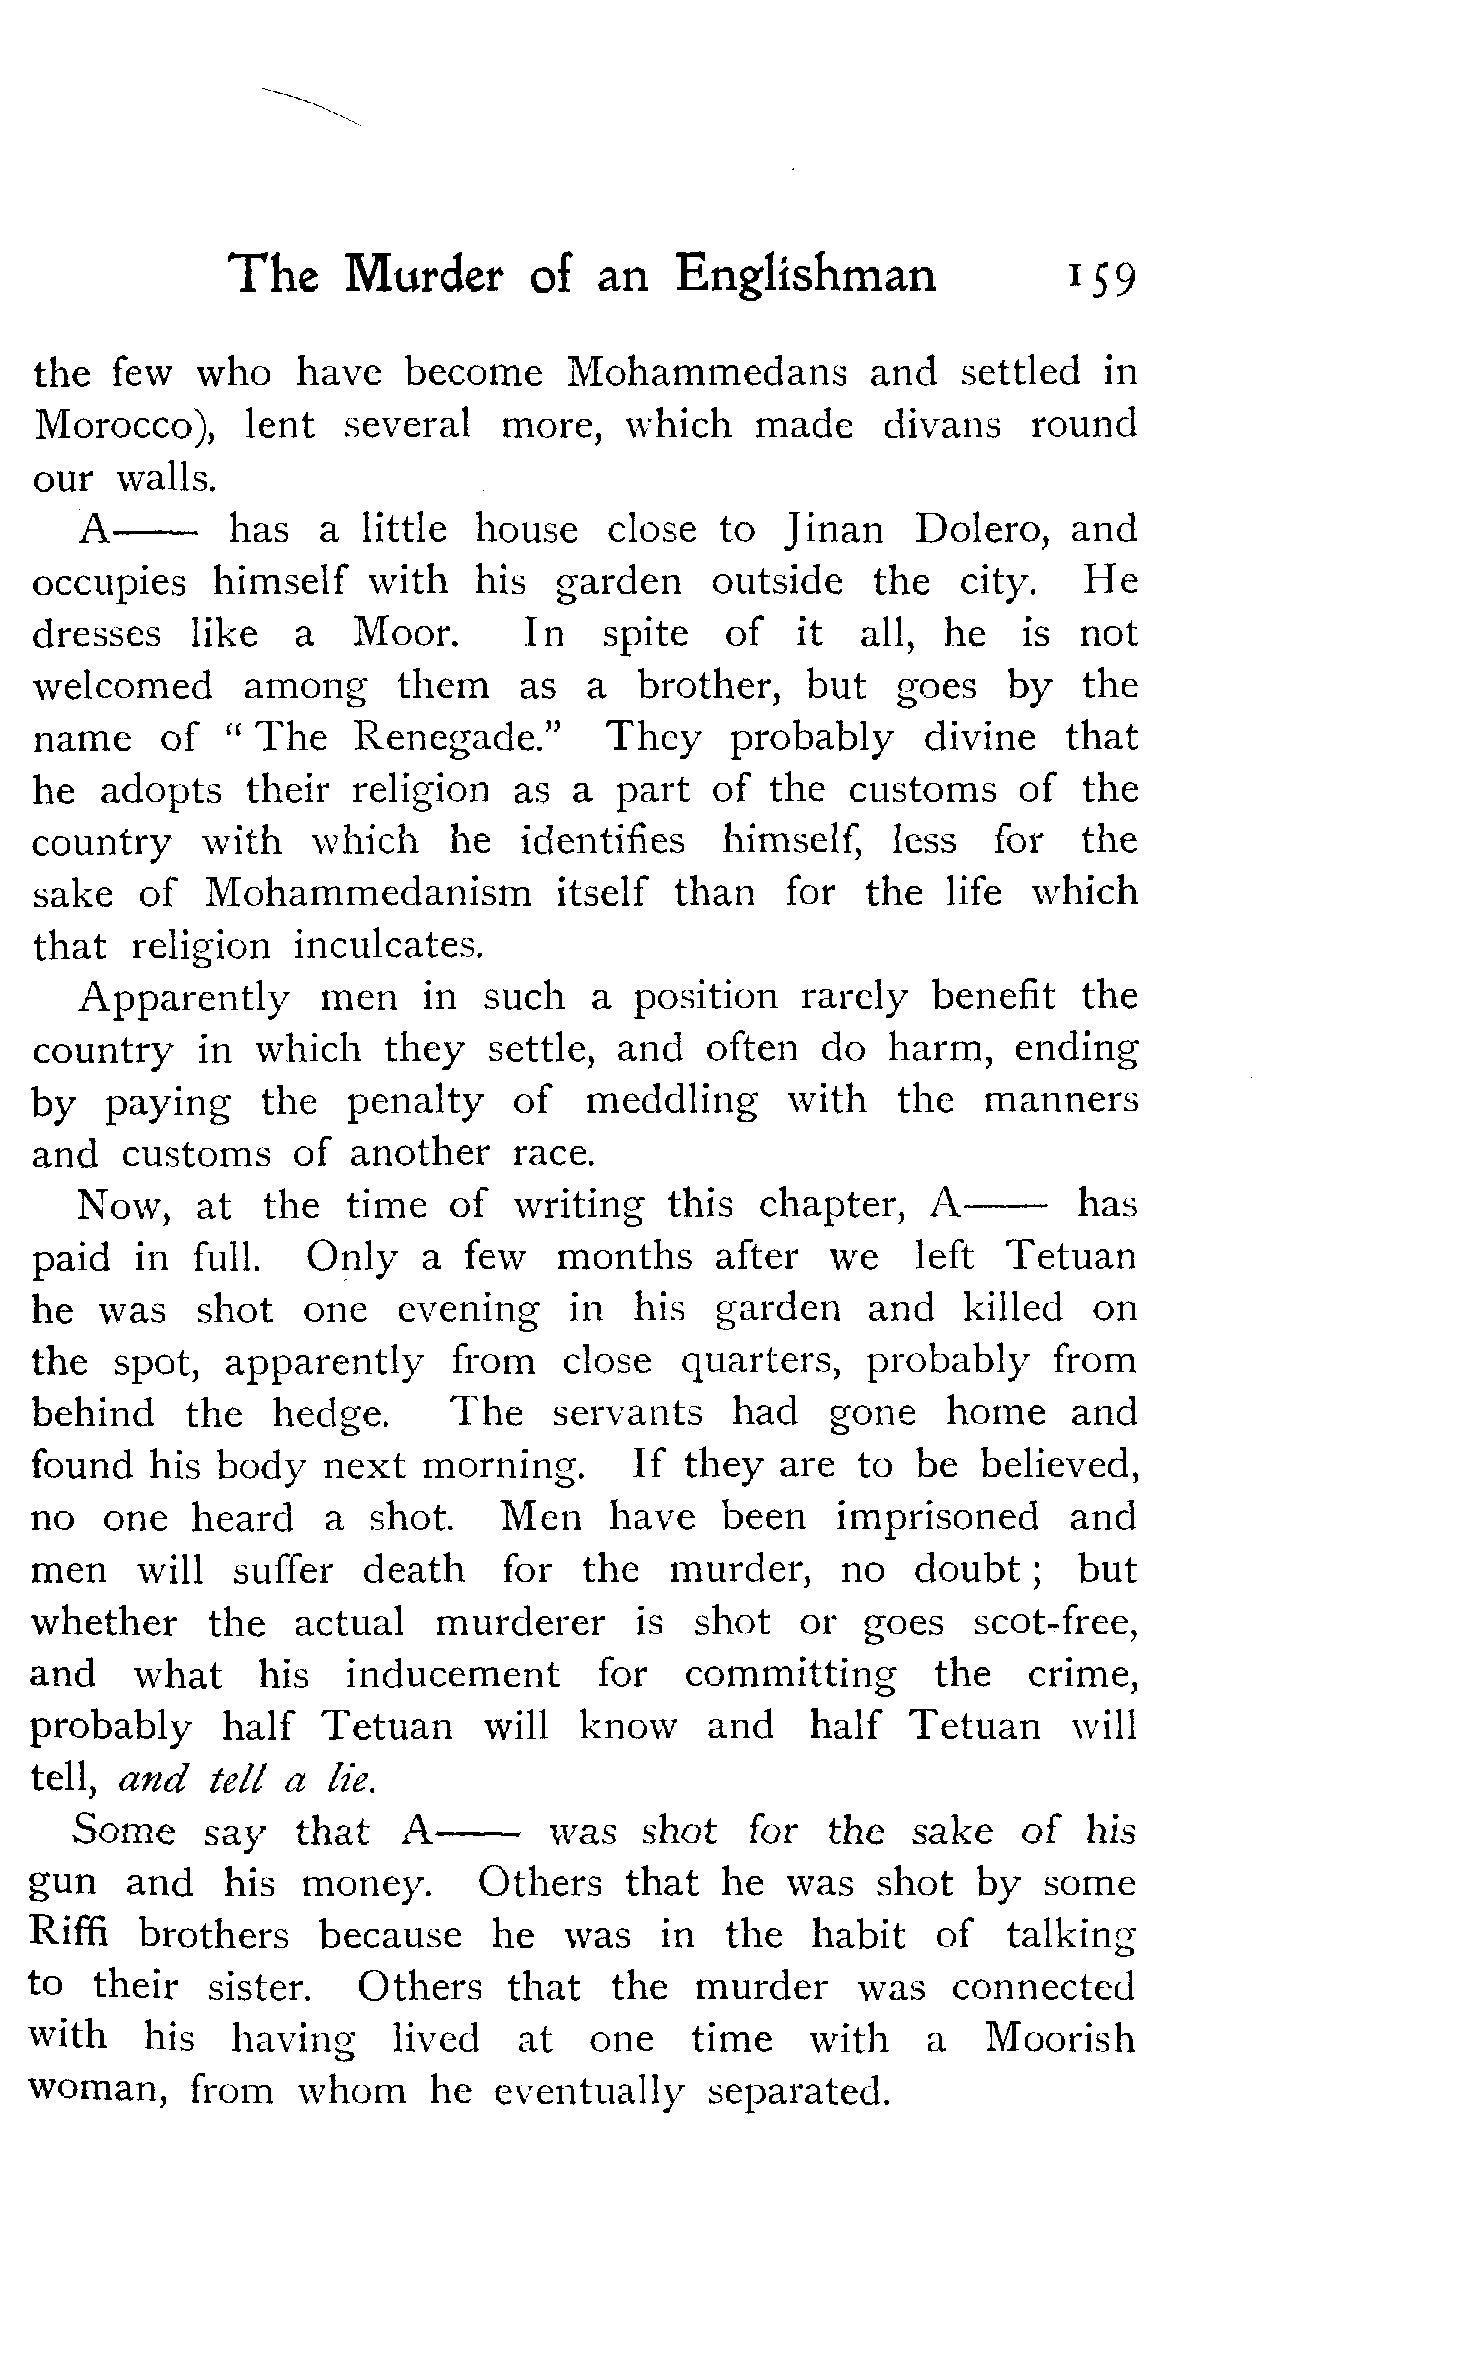 The Murder of an Englishman 159
the few who have become Mohammedans and settled in
Morocco), lent several more, which made divans round
our walls.
A—— has a little house close to Jinan Dolero, and
occupies himself with his garden outside the city. He
dresses like a Moor. In spite of it all, he is not
welcomed among them as a brother, but goes by the
name of “ The Renegade.” They probably divine that
he adopts their religion as a part of the customs of the
country with which he identifies himself, less for the
sake of Mohammedanism itself than for the life which
that religion inculcates.
Apparently men in such a position rarely benefit the
country in which they settle, and often do harm, ending
by paying the penalty of meddling with the manners
and customs of another race.
Now, at the time of writing this chapter, A—— has
paid in full. Only a few months after we left Tetuan
he was shot one evening in his garden and killed on
the spot, apparently from close quarters, probably from
behind the hedge. The servants had gone home and
found his body next morning. If they are to be believed,
no one heard a shot. Men have been imprisoned and
men will suffer death for the murder, no doubt ; but
whether the actual murderer is shot or goes scot-free,
and what his inducement for committing the crime,
probably half Tetuan will know and half Tetuan will
tell, and tell a lie.
Some say that A—— was shot for the sake of his
gun and his money. Others that he was shot by some
Riffi brothers because he was in the habit of talking
to their sister. Others that the murder was connected
with his having lived at one time with a Moorish
woman, from whom he eventually separated.